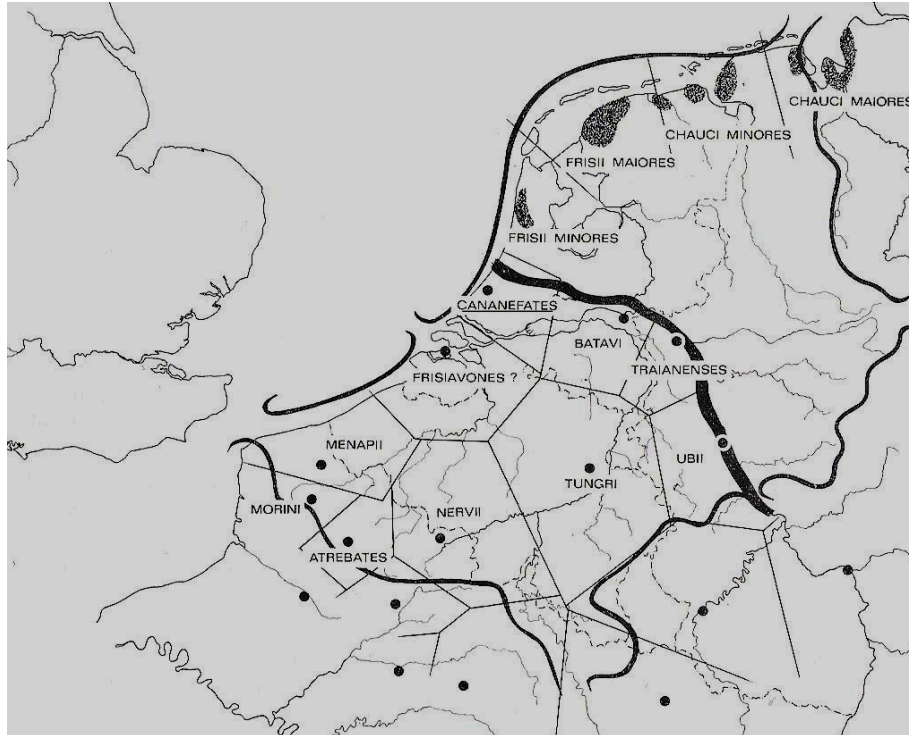 CHAUCI MAIORES
CHAUCI MINORES
FRISII MAIORES
FRISII MINORES
CANANEFATES
BATAVI
TRAIANENSES
FRISIAVONES ?
MENAPII
UBII
TUNGRI
MORINI
NERVII
ATREBATES